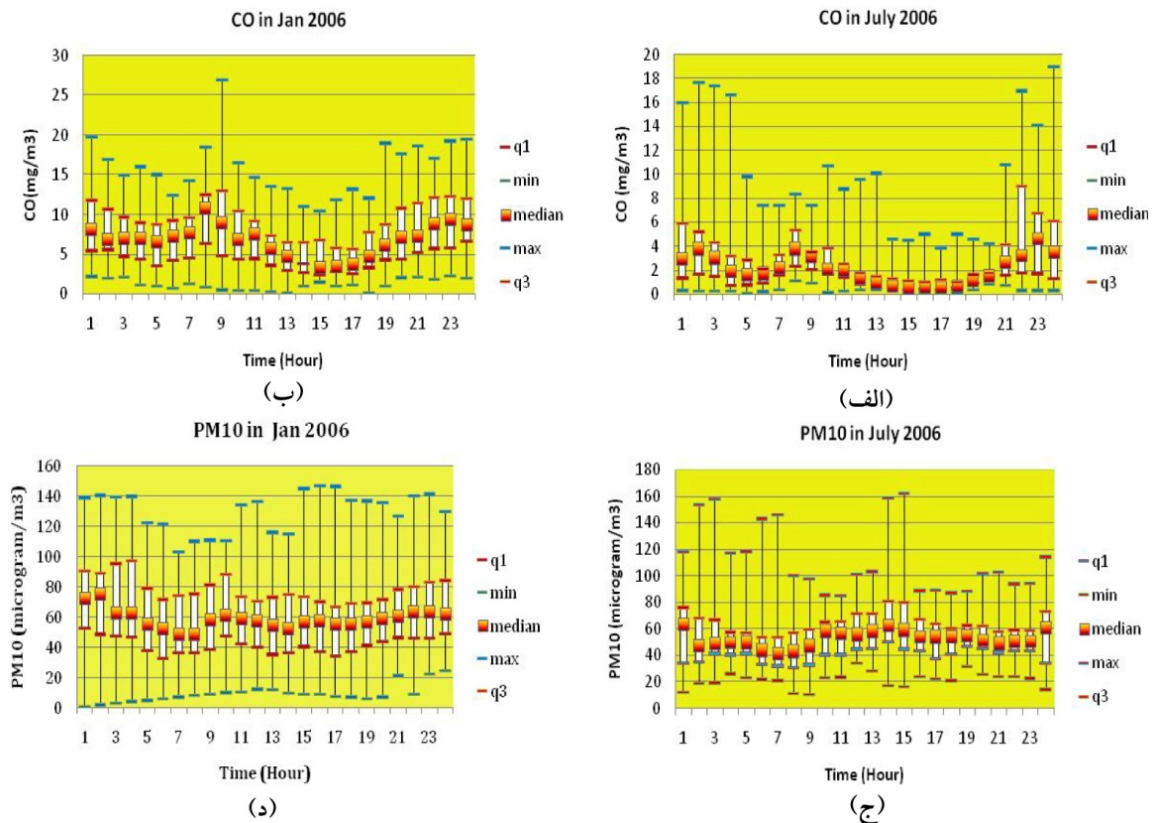 CO in Jan 2006
30
25
20
15
10
5
0
CO(mg/m3)
1 3 5 7 9 11 13 15 17 19 21 23
Time (Hour)
q1
min
median
max
q3
(ب)
CO in July 2006
20
18
16
14
12
10
8
6
4
2
0
CO (mg/m3)
1 3 5 7 9 11 13 15 17 19 21 23
Time (Hour)
q1
min
median
max
q3
(الف)
PM10 in Jan 2006
160
140
120
100
80
60
40
20
0
PM10 (microgram/m3)
1 3 5 7 9 11 13 15 17 19 21 23
Time (Hour)
q1
min
median
max
q3
(د)
PM10 in July 2006
180
160
140
120
100
80
60
40
20
0
PM10 (microgram/m3)
1 3 5 7 9 11 13 15 17 19 21 23
Time (Hour)
q1
min
median
max
q3
(ج)